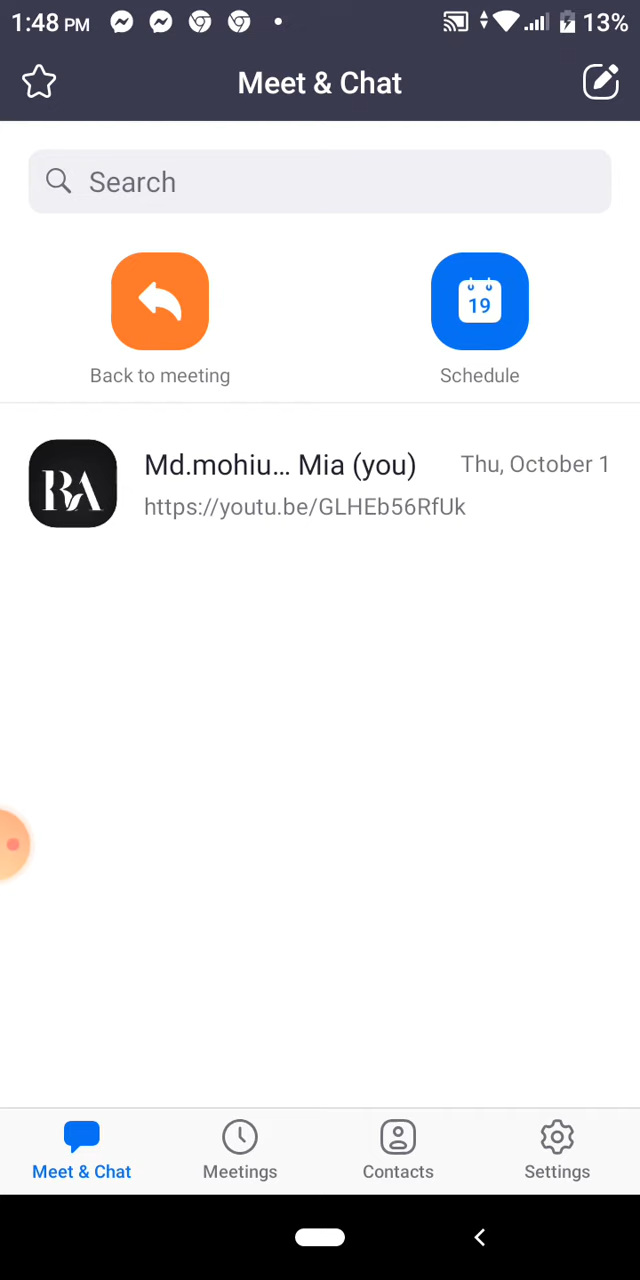 1:48 PM
13%
Meet & Chat
Search
19
Back to meeting
Schedule
BA
Md.mohiu... Mia (you)
Thu, October 1
https://youtu.be/GLHEb56RfUk
Meet & Chat
Meetings
Contacts
Settings